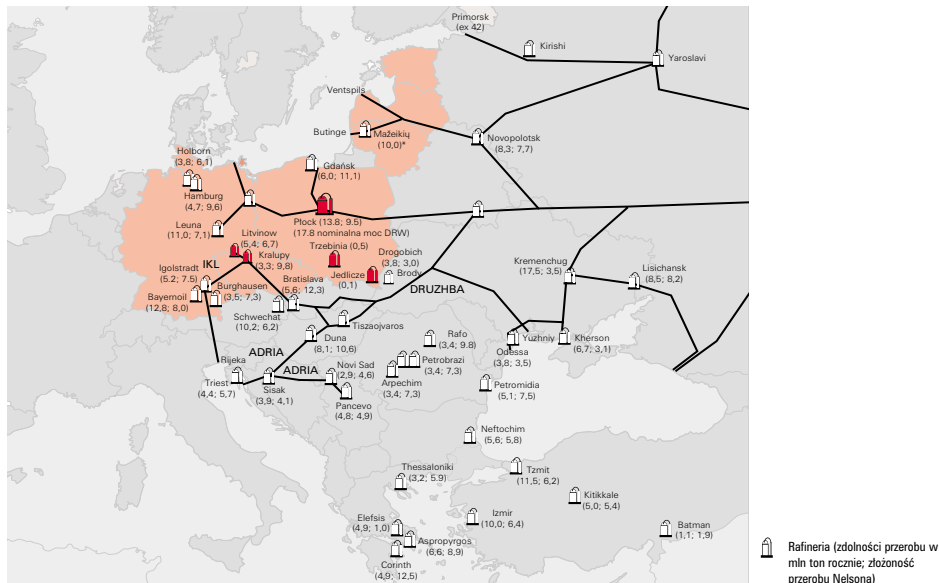 Primorsk
(ex 42)
Kirishi
Yaroslavi
Ventspils
Butinge
Mažeikių
(10,0)*
Novopolotsk
(8,3; 7,7)
Holborn
(3,8; 6,1)
Hamburg
(4,7; 9,6)
Gdańsk
(6,0; 11,1)
Leuna
(11,0; 7,1)
Płock (13.8; 9.5)
(17.8 nominalna moc DRW)
Litvinow
(5,4; 6,7)
Kralupy
(3,3; 9,8)
Trzebinia (0,5)
Jedlicze
(0,1)
Drogobich
(3,8; 3,0)
Brody
IKL
Igolstradt
(5.2; 7.5)
Bayernoil
(12,8; 8,0)
Burghausen
(3,5; 7,3)
Bratislava
(5,6; 12,3)
Schwechat
(10,2; 6,2)
DRUZHBA
Kremenchug
(17,5; 3,5)
Lisichansk
(8,5; 8,2)
Tiszaojvaros
Duna
(8,1; 10,6)
ADRIA
ADRIA
Rijeka
Triest
(4,4; 5,7)
Sisak
(3,9; 4,1)
Novi Sad
(2,9; 4,6)
Pancevo
(4,8; 4,9)
Rafo
(3,4; 9.8)
Petrobrazi
(3,4; 7,3)
Arpechim
(3,4; 7,3)
Odessa
(3,8; 3,5)
Yuzhniy
Kherson
(6,7; 3,1)
Petromidia
(5,1; 7,5)
Neftochim
(5,6; 5,8)
Thessaloniki
(3,2; 5.9)
Tzmit
(11,5; 6,2)
Kitikkale
(5,0; 5,4)
Izmir
(10,0; 6,4)
Batman
(1,1; 1,9)
Elefsis
(4,9; 1,0)
Aspropyrgos
(6,6; 8,9)
Corinth
(4,9; 12,5)
Rafineria (zdolności przerobu w
mln ton rocznie; złożoność
przerobu Nelsona)